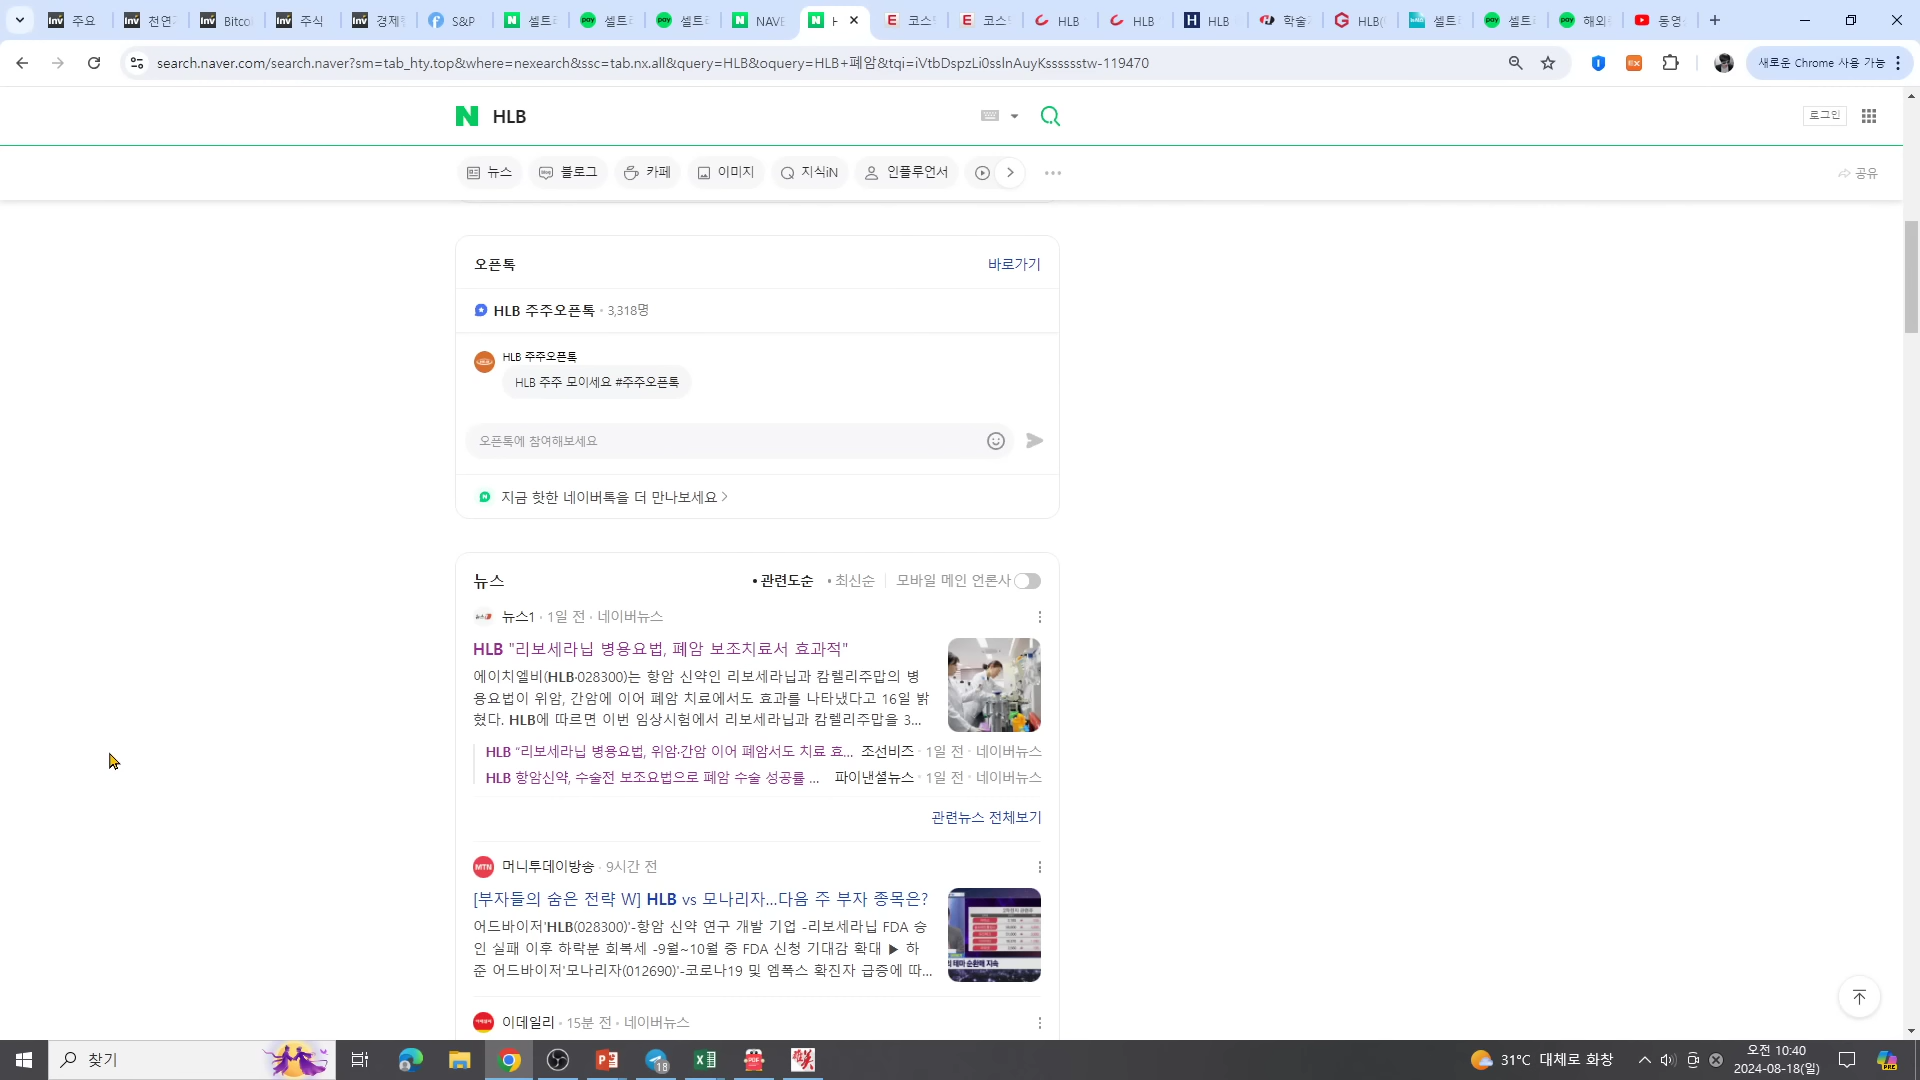 주요
전연
Bitco
주식
경제
S&P
셀트
셀트
셀트
NAVE
H
코스
코스
HLB
HLB
HLB
학술
HLB(
셀트
셀트
해외
동영
search.naver.com/search.naver?sm=tab_hty.top&where=nexearch&ssc=tab.nx.all&query=HLB&oquery=HLB+폐암&tqi=iVtbDspzLi0sslnAuyKsssssstw-119470
새로운 Chrome 사용 가능
N HLB
로그인
뉴스 블로그 카페 이미지 지식iN 인플루언서
공유
오픈톡 바로가기
HLB 주주오픈톡 · 3,318명
HLB 주주오픈톡
HLB 주주 모이세요 #주주오픈톡
오픈톡에 참여해보세요
지금 핫한 네이버톡을 더 만나보세요 >
뉴스 • 관련도순 • 최신순 모바일 메인 언론사
뉴스1 · 1일 전 · 네이버뉴스
HLB "리보세라닙 병용요법, 폐암 보조치료서 효과적"
에이치엘비(HLB·028300)는 항암 신약인 리보세라닙과 캄렐리주맙의 병
용요법이 위암, 간암에 이어 폐암 치료에서도 효과를 나타냈다고 16일 밝
혔다. HLB에 따르면 이번 임상시험에서 리보세라닙과 캄렐리주맙을 3...
HLB "리보세라닙 병용요법, 위암·간암 이어 폐암서도 치료 효... 조선비즈 · 1일 전 · 네이버뉴스
HLB 항암신약, 수술전 보조요법으로 폐암 수술 성공률 ... 파이낸셜뉴스 · 1일 전 · 네이버뉴스
관련뉴스 전체보기
MTN 머니투데이방송 · 9시간 전
[부자들의 숨은 전략 W] HLB vs 모나리자...다음 주 부자 종목은?
어드바이저'HLB(028300)'-항암 신약 연구 개발 기업 -리보세라닙 FDA 승
인 실패 이후 하락분 회복세 -9월~10월 중 FDA 신청 기대감 확대 ▶ 하
준 어드바이저'모나리자(012690)'-코로나19 및 엠폭스 확진자 급증에 따...
이데일리 · 15분 전 · 네이버뉴스
찾기
18
31°C 대체로 화창
오전 10:40
2024-08-18(일)